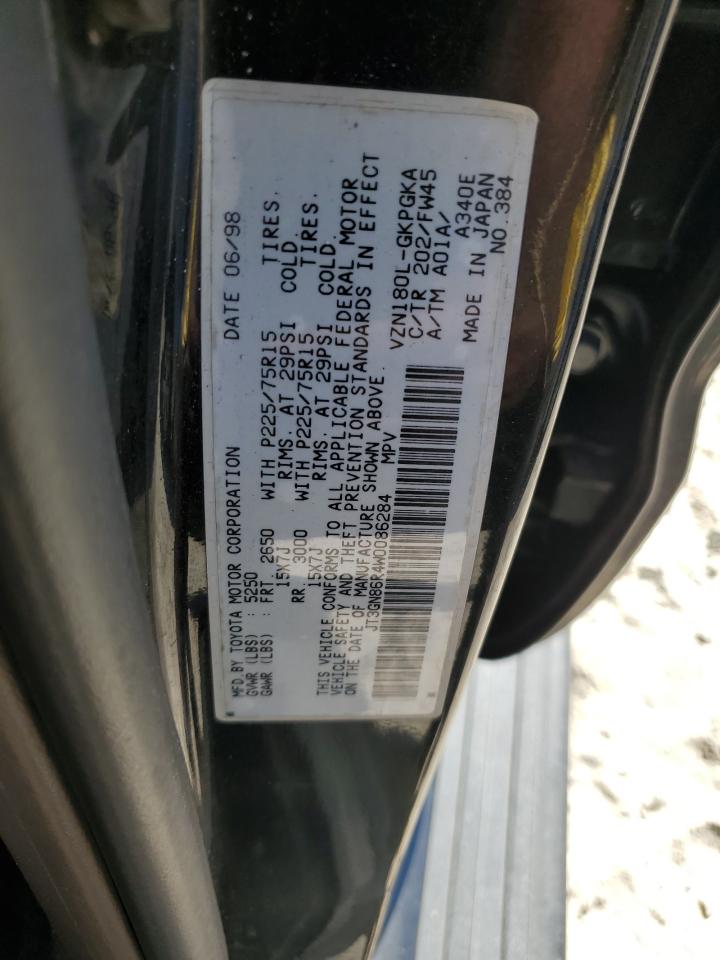 MFD.BY TOYOTA MOTOR CORPORATION DATE 06/98
GVWR (LBS) : 5250
GAWR (LBS) : FRT. 2650 WITH P225/75R15 TIRES.
15X7J RIMS. AT 29PSI COLD.
RR. 3000 WITH P225/75R15 TIRES.
15X7J RIMS. AT 29PSI COLD.
THIS VEHICLE CONFORMS TO ALL APPLICABLE FEDERAL MOTOR
VEHICLE SAFETY AND THEFT PREVENTION STANDARDS IN EFFECT
ON THE DATE OF MANUFACTURE SHOWN ABOVE.
JT3GN86R4W0086284 MPV
VZN180L-GKPGKA
C/TR 202/FW45
A/TM A01A/ A340E
MADE IN JAPAN
NO.384